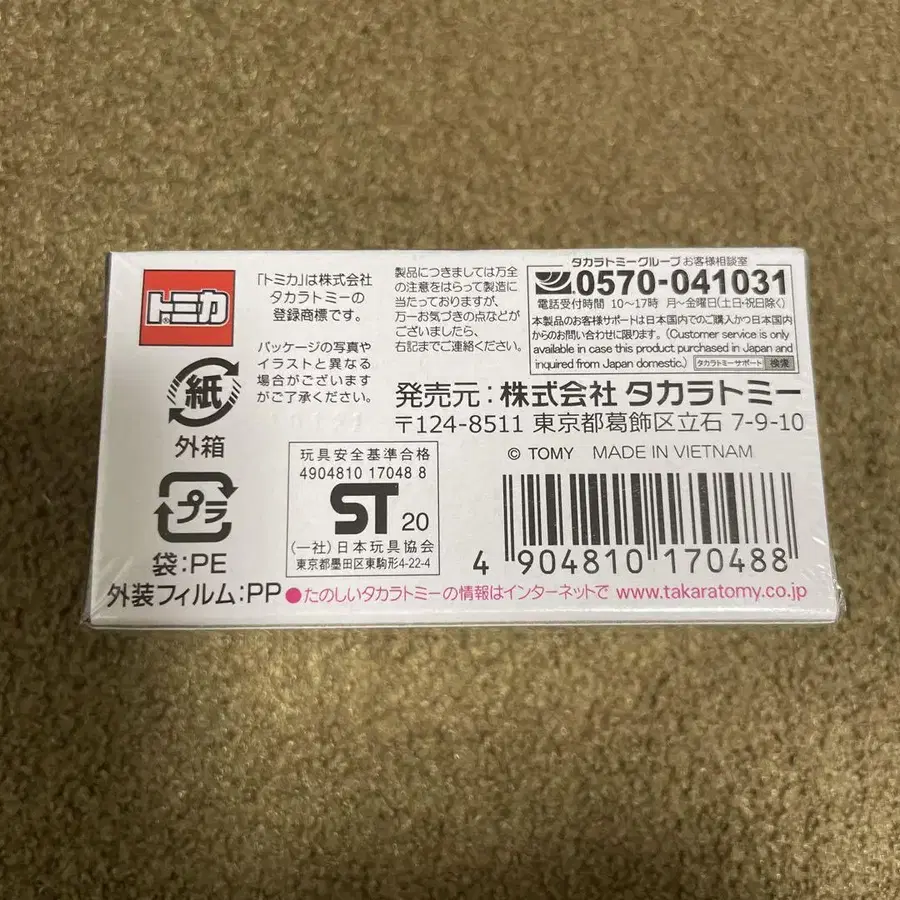 トミカ
「トミカ」は株式会社
タカラトミーの
登録商標です。
パッケージの写真や
イラストと異なる
場合がございます
がご了承ください。
製品につきましては万全
の注意をはらって製造に
当たっておりますが、
万一お気づきの点などが
ございましたら、
右記までご連絡ください。
タカラトミーグループ お客様相談室
0570-041031
電話受付時間 10〜17時 月〜金曜日(土日・祝日除く)
本製品のお客様サポートは日本国内でのご購入かつ日本国内
からのお問い合わせに限ります。(Customer service is only
available in case this product purchased in Japan and
inquired from Japan domestic.) タカラトミーサポート 検索
発売元:株式会社 タカラトミー
〒124-8511 東京都葛飾区立石 7-9-10
© TOMY MADE IN VIETNAM
紙
外箱
プラ
袋:PE
外装フィルム:PP
玩具安全基準合格
4904810 17048 8
ST 20
(一社)日本玩具協会
東京都墨田区東駒形4-22-4
4 904810 170488
●たのしいタカラトミーの情報はインターネットで www.takaratomy.co.jp